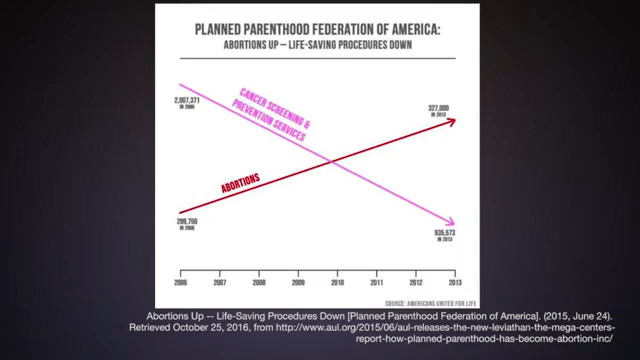 PLANNED PARENTHOOD FEDERATION OF AMERICA:
ABORTIONS UP – LIFE-SAVING PROCEDURES DOWN
2,007,371
IN 2006
CANCER SCREENING &
PREVENTION SERVICES
327,000
IN 2013
ABORTIONS
289,750
IN 2006
935,573
IN 2013
2006 2007 2008 2009 2010 2011 2012 2013
SOURCE: AMERICANS UNITED FOR LIFE
Abortions Up -- Life-Saving Procedures Down [Planned Parenthood Federation of America]. (2015, June 24).
Retrieved October 25, 2016, from http://www.aul.org/2015/06/aul-releases-the-new-leviathan-the-mega-centers-
report-how-planned-parenthood-has-become-abortion-inc/